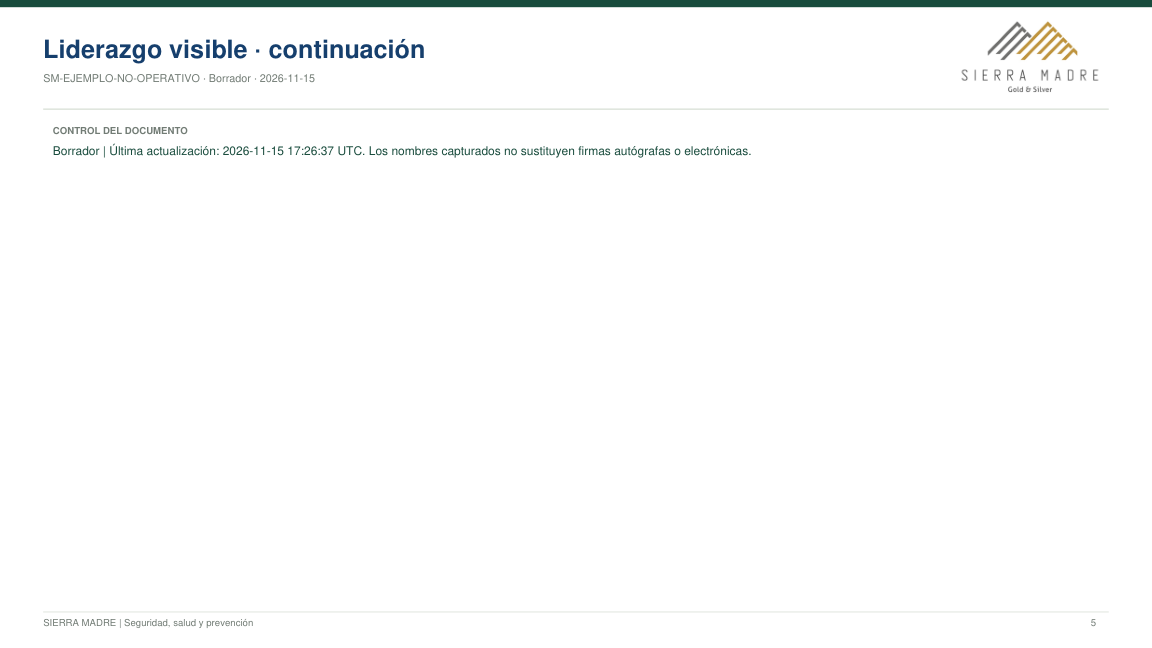 Liderazgo visible · continuación
SM-EJEMPLO-NO-OPERATIVO · Borrador · 2026-11-15
SIERRA MADRE
Gold & Silver
CONTROL DEL DOCUMENTO
Borrador | Última actualización: 2026-11-15 17:26:37 UTC. Los nombres capturados no sustituyen firmas autógrafas o electrónicas.
SIERRA MADRE | Seguridad, salud y prevención
5